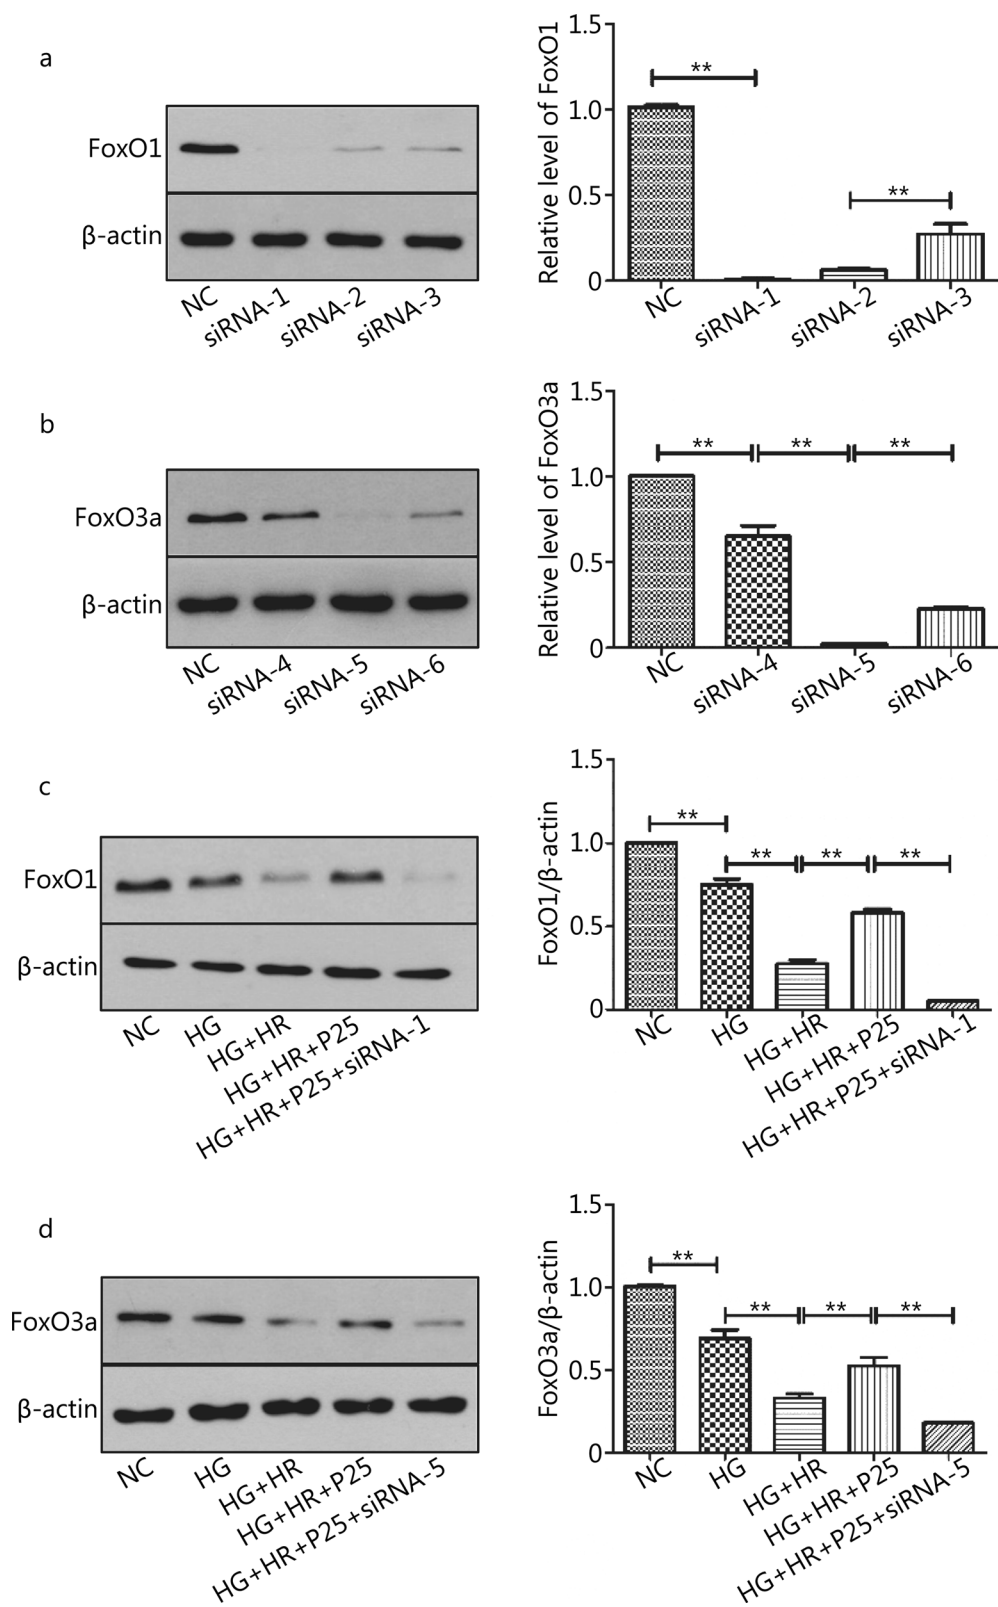 a
FoxO1
β-actin
NC
siRNA-1
siRNA-2
siRNA-3
Relative level of FoxO1
1.5
1.0
0.5
0
**
**
NC
siRNA-1
siRNA-2
siRNA-3
b
FoxO3a
β-actin
NC
siRNA-4
siRNA-5
siRNA-6
Relative level of FoxO3a
1.5
1.0
0.5
0
**
**
**
NC
siRNA-4
siRNA-5
siRNA-6
c
FoxO1
β-actin
NC
HG
HG+HR
HG+HR+P25
HG+HR+P25+siRNA-1
FoxO1/β-actin
1.5
1.0
0.5
0
**
**
**
**
NC
HG
HG+HR
HG+HR+P25
HG+HR+P25+siRNA-1
d
FoxO3a
β-actin
NC
HG
HG+HR
HG+HR+P25
HG+HR+P25+siRNA-5
FoxO3a/β-actin
1.5
1.0
0.5
0
**
**
**
**
NC
HG
HG+HR
HG+HR+P25
HG+HR+P25+siRNA-5